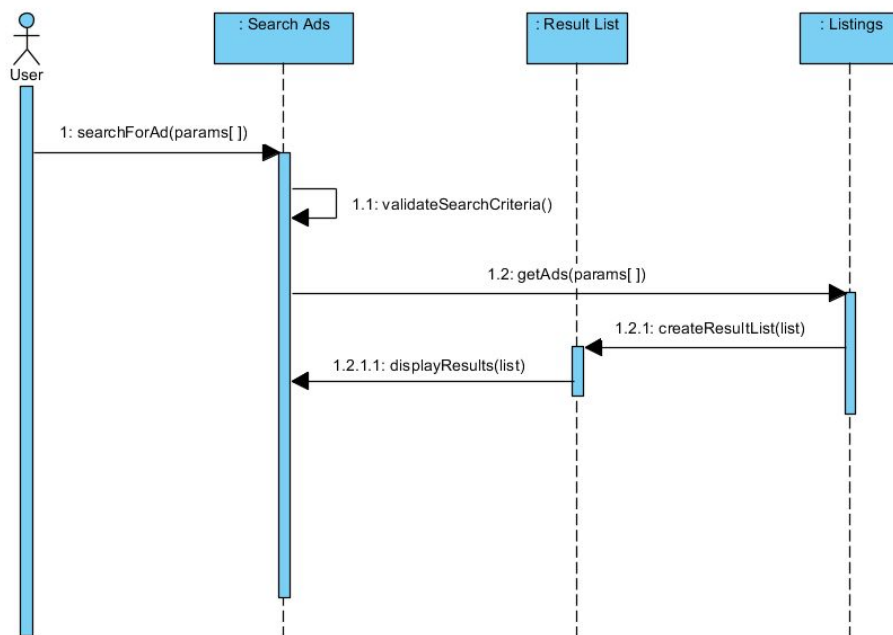 : Search Ads
: Result List
: Listings
User
1: searchForAd(params[ ])
1.1: validateSearchCriteria()
1.2: getAds(params[ ])
1.2.1: createResultList(list)
1.2.1.1: displayResults(list)